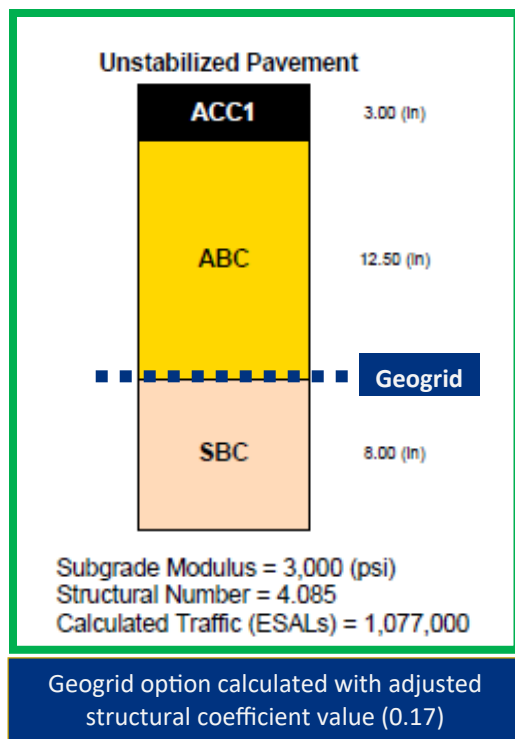 Unstabilized Pavement
ACC1
3.00 (in)
ABC
12.50 (in)
Geogrid
SBC
8.00 (in)
Subgrade Modulus = 3,000 (psi)
Structural Number = 4.085
Calculated Traffic (ESALs) = 1,077,000
Geogrid option calculated with adjusted
structural coefficient value (0.17)